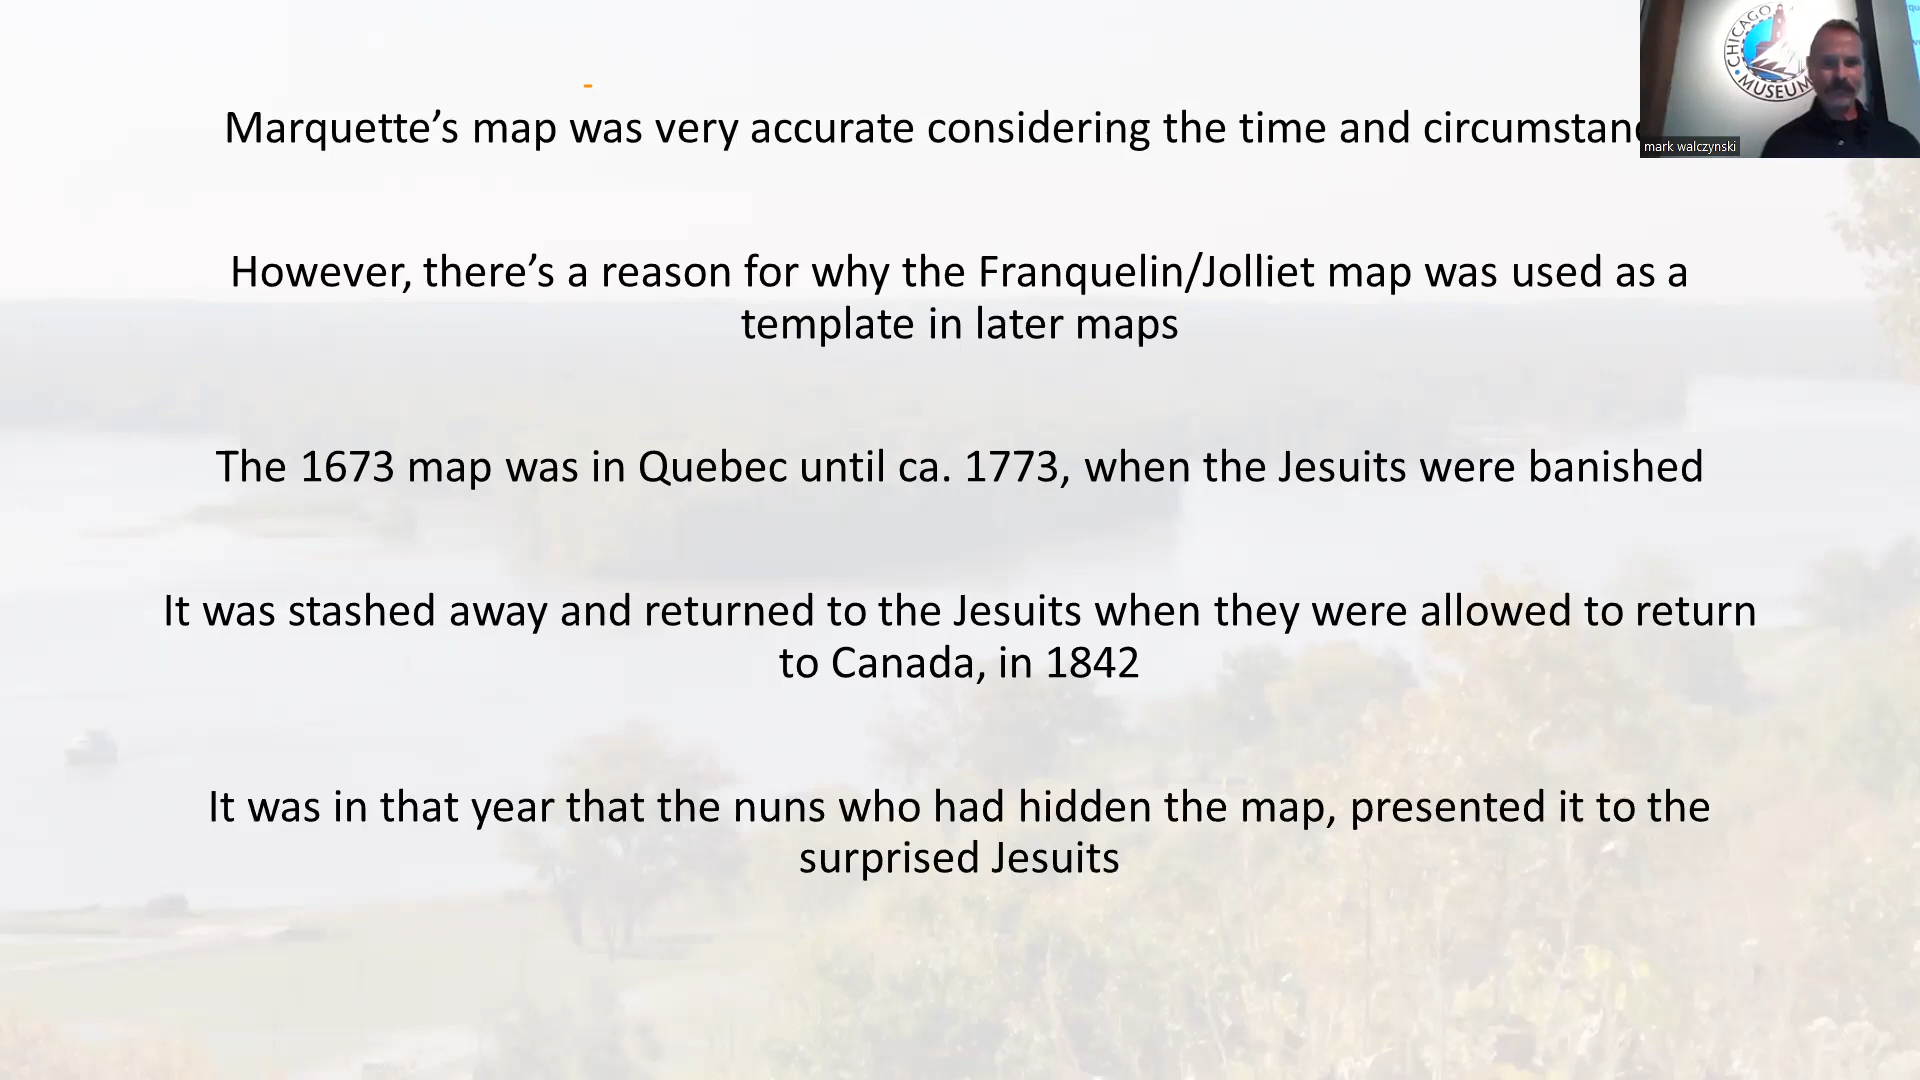 Marquette’s map was very accurate considering the time and
However, there’s a reason for why the Franquelin/Jolliet map was used as a
template in later maps
The 1673 map was in Quebec until ca. 1773, when the Jesuits were banished
It was stashed away and returned to the Jesuits when they were allowed to return
to Canada, in 1842
It was in that year that the nuns who had hidden the map, presented it to the
surprised Jesuits
CHICAGO
MUSEUM
mark walczynski